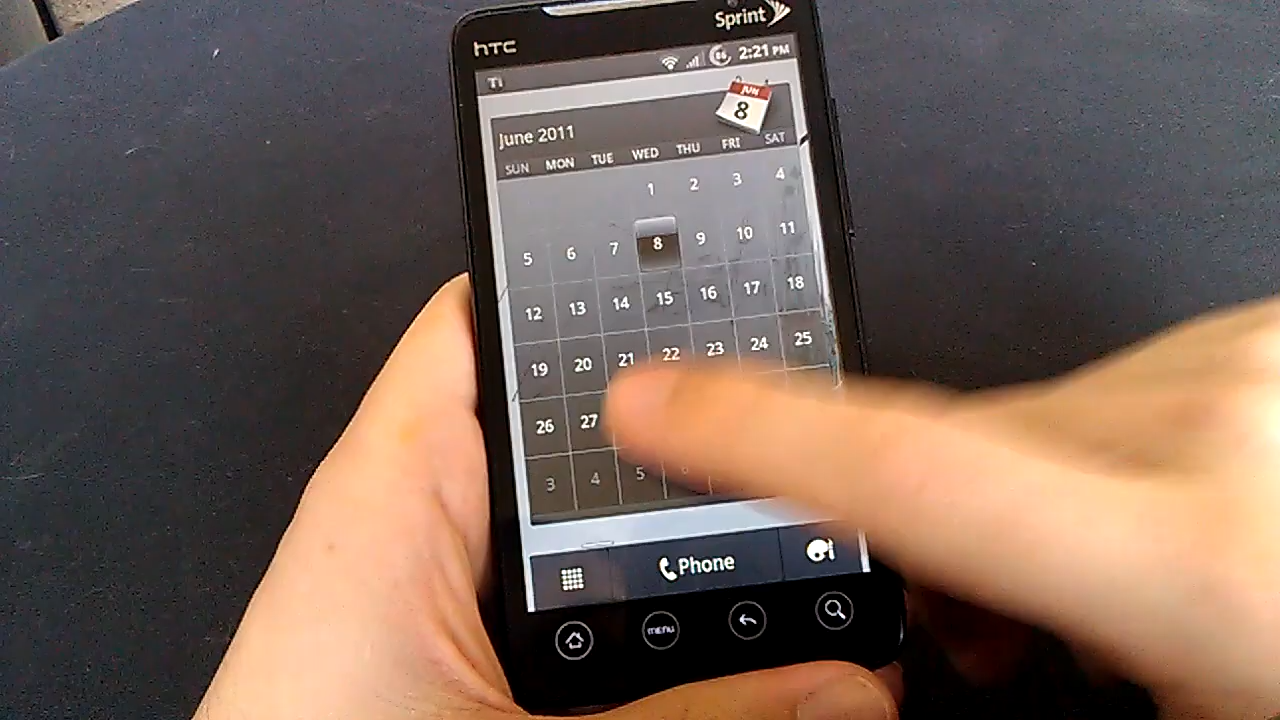 hTC
Sprint
Ti
86
2:21 PM
JUN
8
June 2011
SUN MON TUE WED THU FRI SAT
1 2 3 4
5 6 7 8 9 10 11
12 13 14 15 16 17 18
19 20 21 22 23 24 25
26 27
3 4 5
Phone
menu